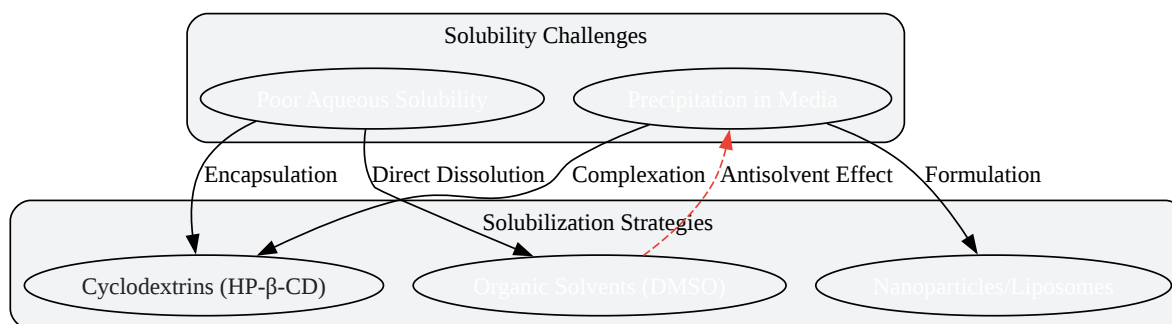 Solubility Challenges
Poor Aqueous Solubility
Precipitation in Media
Encapsulation
Direct Dissolution
Complexation
Antisolvent Effect
Formulation
Solubilization Strategies
Cyclodextrins (HP-β-CD)
Organic Solvents (DMSO)
Nanoparticles/Liposomes